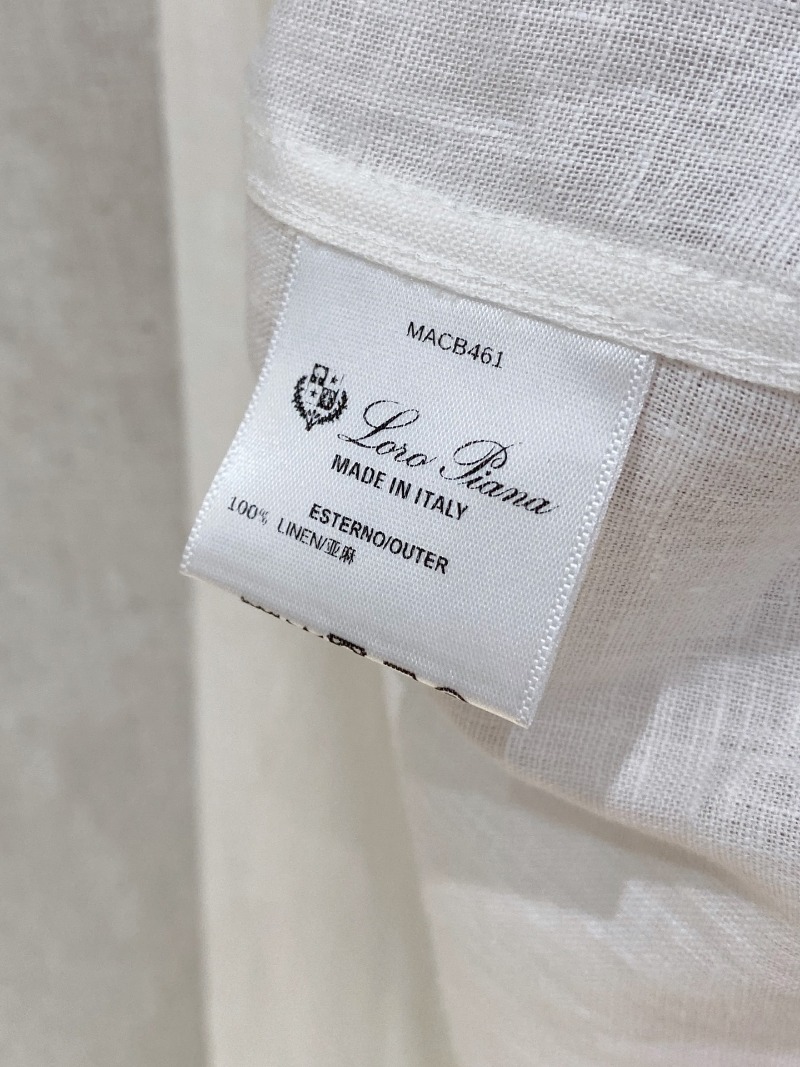 MACB461
Loro Piana
MADE IN ITALY
ESTERNO/OUTER
100% LINEN/亚麻